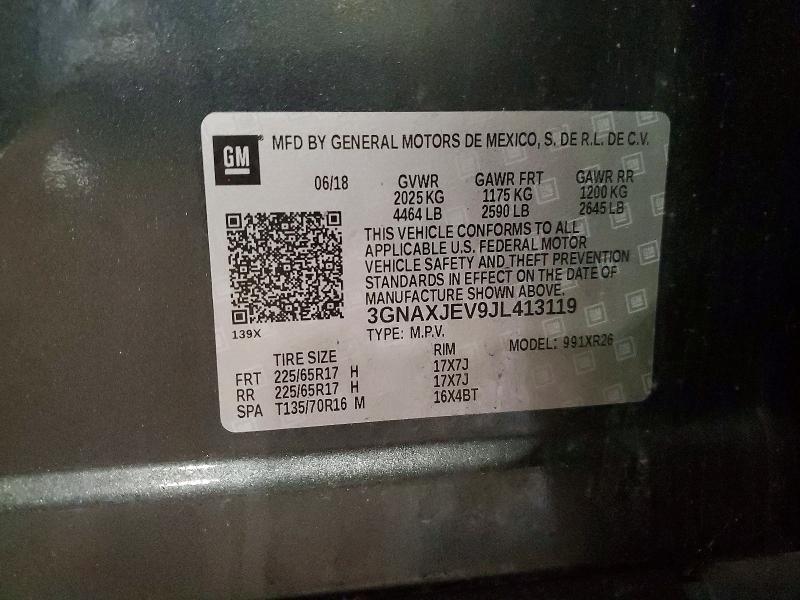 GM
MFD BY GENERAL MOTORS DE MEXICO, S. DE R.L. DE C.V.
06/18 GVWR GAWR FRT GAWR RR
2025 KG 1175 KG 1200 KG
4464 LB 2590 LB 2645 LB
THIS VEHICLE CONFORMS TO ALL
APPLICABLE U.S. FEDERAL MOTOR
VEHICLE SAFETY AND THEFT PREVENTION
STANDARDS IN EFFECT ON THE DATE OF
MANUFACTURE SHOWN ABOVE.
3GNAXJEV9JL413119
139X
TYPE: M.P.V. MODEL: 991XR26
TIRE SIZE RIM
FRT 225/65R17 H 17X7J
RR 225/65R17 H 17X7J
SPA T135/70R16 M 16X4BT